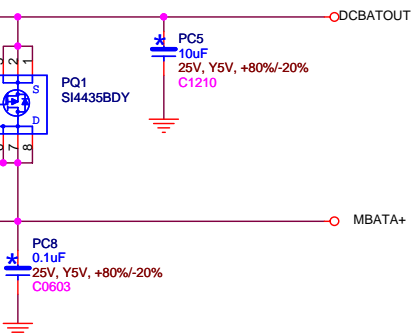 DCBATOUT
PC5
10uF
25V, Y5V, +80%/-20%
C1210
2
1
S
PQ1
SI4435BDY
D
7
8
MBATA+
PC8
0.1uF
25V, Y5V, +80%/-20%
C0603